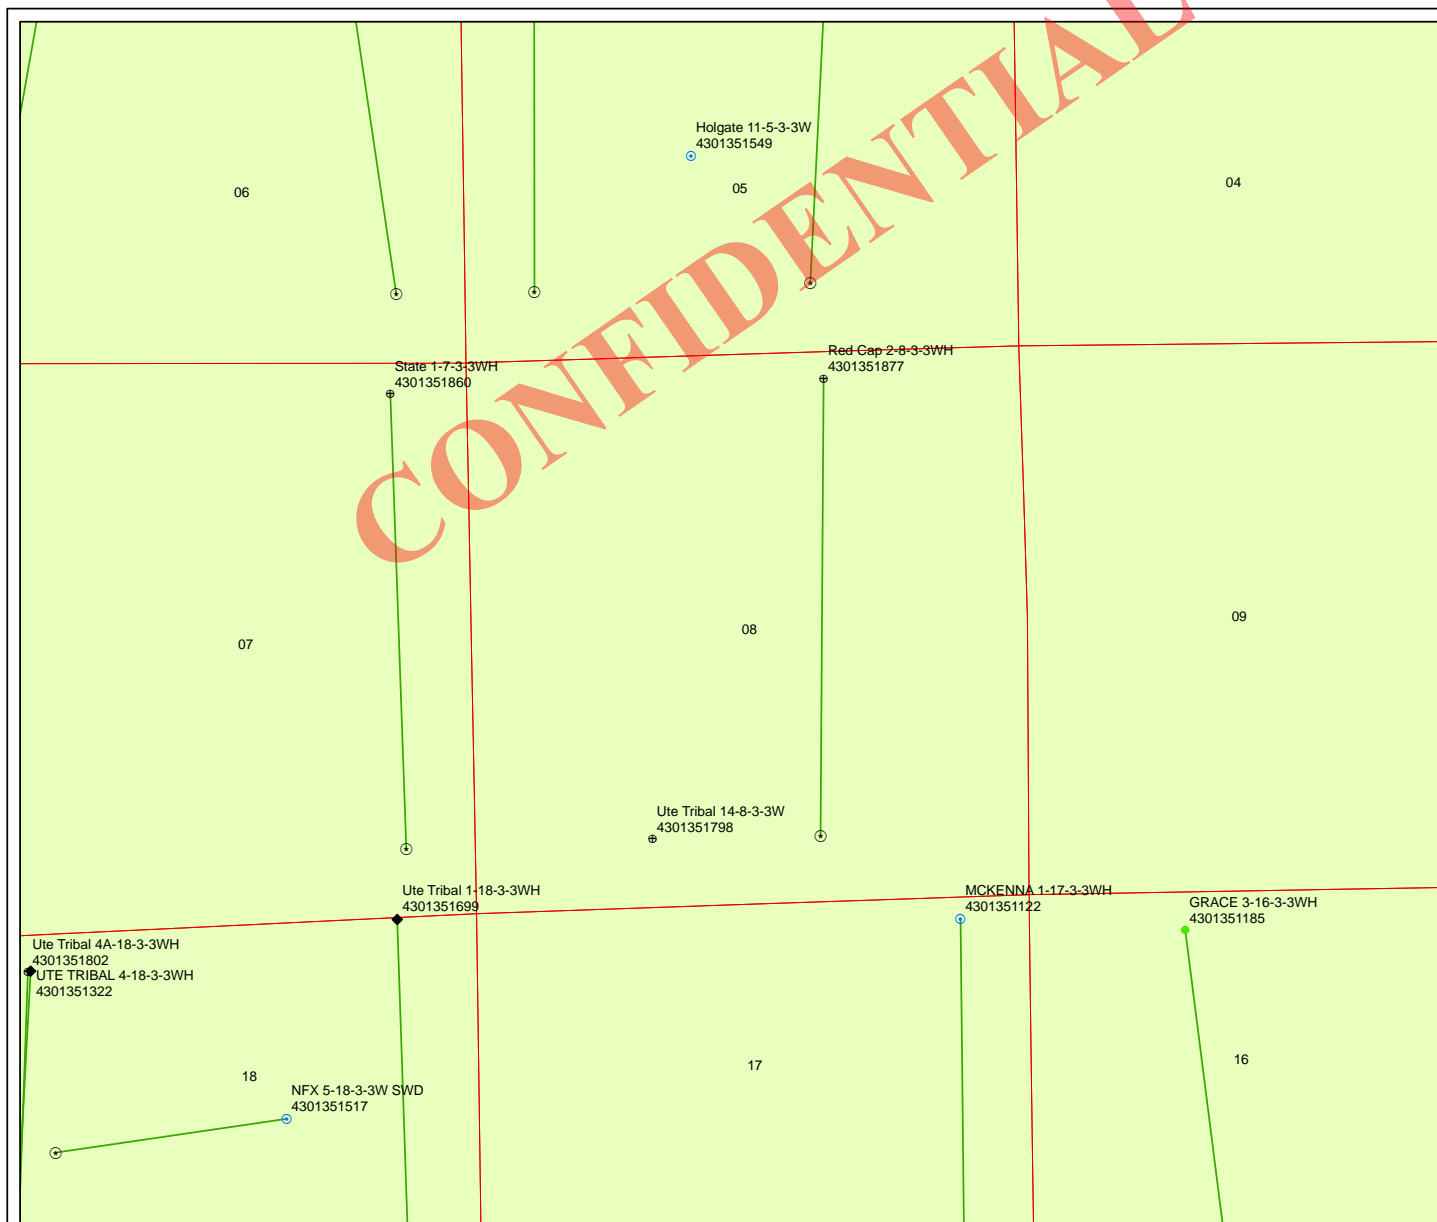 CONFIDENTIAL
Holgate 11-5-3-3W
4301351549
06
05
04
State 1-7-3-3WH
4301351860
Red Cap 2-8-3-3WH
4301351877
07
08
09
Ute Tribal 14-8-3-3W
4301351798
Ute Tribal 1-18-3-3WH
4301351699
MCKENNA 1-17-3-3WH
4301351122
GRACE 3-16-3-3WH
4301351185
Ute Tribal 4A-18-3-3WH
4301351802
UTE TRIBAL 4-18-3-3WH
4301351322
18
17
16
NFX 5-18-3-3W SWD
4301351517